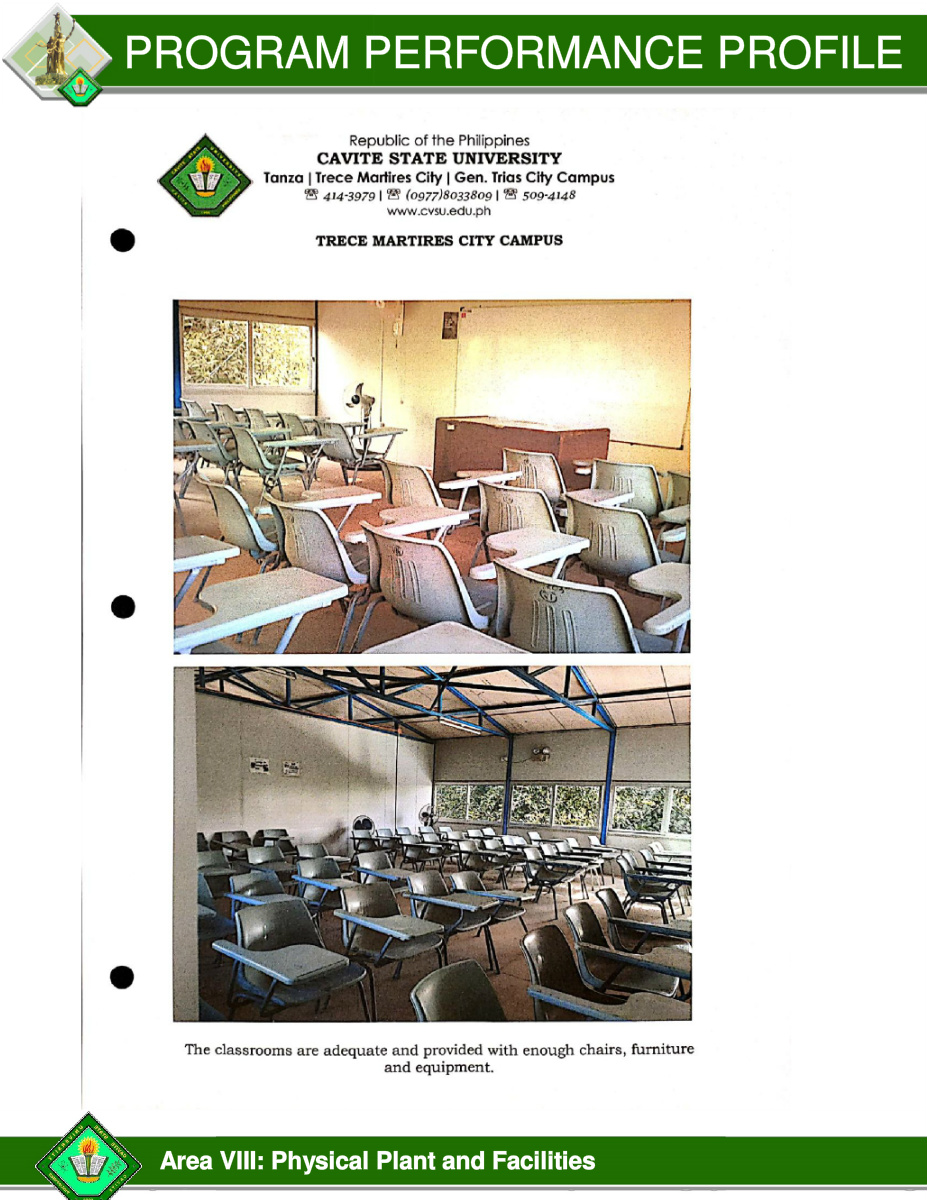 PROGRAM PERFORMANCE PROFILE
Republic of the Philippines
CAVITE STATE UNIVERSITY
Tanza | Trece Martires City | Gen. Trias City Campus
☏ 414-3979 | ☏ (0977)8033809 | ☏ 509-4148
www.cvsu.edu.ph
TRECE MARTIRES CITY CAMPUS
The classrooms are adequate and provided with enough chairs, furniture
and equipment.
Area VIII: Physical Plant and Facilities